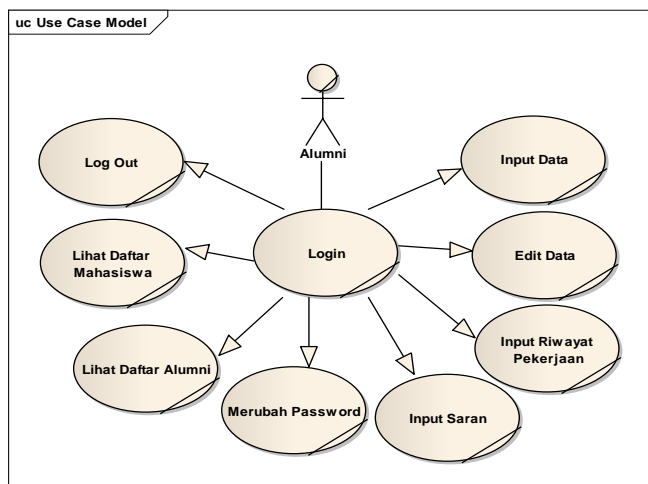 uc Use Case Model
Alumni
Log Out
Input Data
Login
Lihat Daftar
Mahasiswa
Edit Data
Input Riwayat
Pekerjaan
Lihat Daftar Alumni
Merubah Password
Input Saran